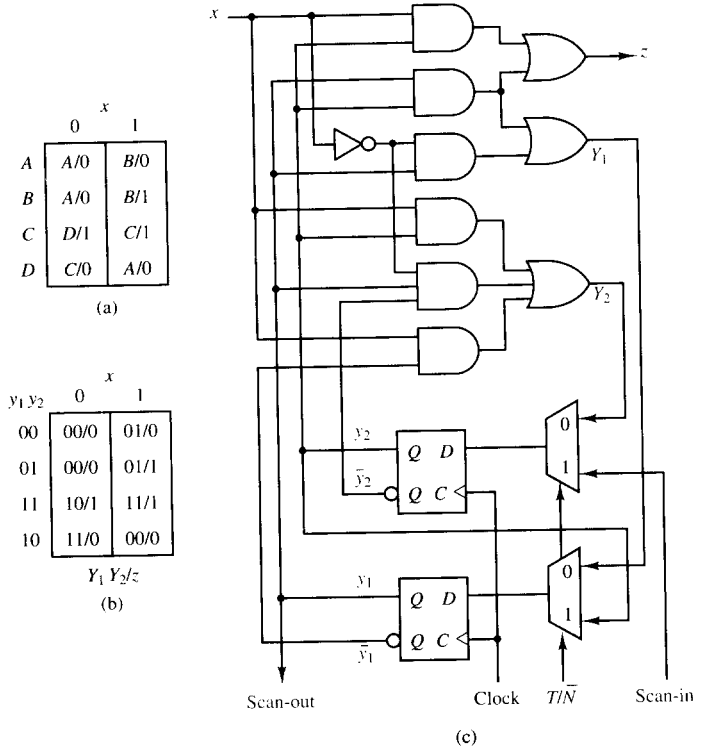 x
z
x
0 1
A A/0 B/0
B A/0 B/1
C D/1 C/1
D C/0 A/0
(a)
Y₁
Y₂
x
y₁ y₂ 0 1
00 00/0 01/0
01 00/0 01/1
11 10/1 11/1
10 11/0 00/0
Y₁ Y₂/z
(b)
y₂ Q D
y̅₂ Q C
0
1
y₁ Q D
y̅₁ Q C
0
1
Scan-out Clock T/N̅ Scan-in
(c)